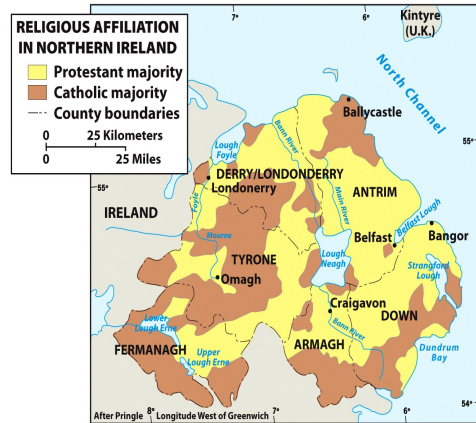 RELIGIOUS AFFILIATION
IN NORTHERN IRELAND
Protestant majority
Catholic majority
County boundaries
0 25 Kilometers
0 25 Miles
7°
6°
Kintyre
(U.K.)
North Channel
Ballycastle
55°
55°
Lough
Foyle
Bann River
DERRY/LONDONDERRY
Londonerry
Main River
ANTRIM
IRELAND
Foyle
Belfast Lough
Mourne
Belfast
Bangor
TYRONE
Lough
Neagh
Strangford
Lough
Omagh
Craigavon
DOWN
Lower
Lough Erne
Bann River
FERMANAGH
Upper
Lough Erne
ARMAGH
Dundrum
Bay
54°
After Pringle
8°
Longitude West of Greenwich
7°
6°